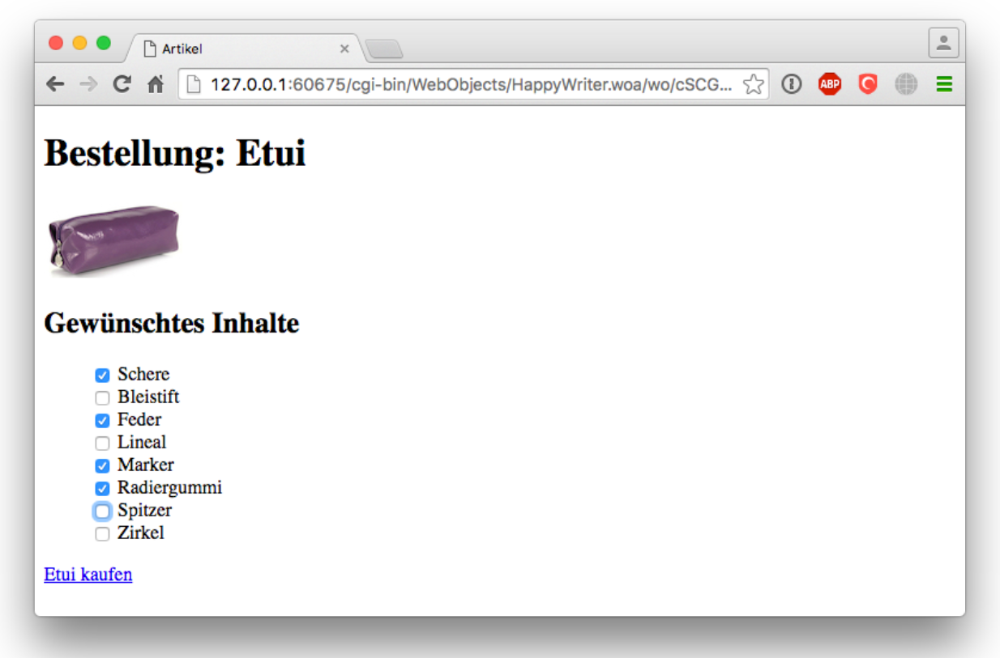 Artikel
127.0.0.1:60675/cgi-bin/WebObjects/HappyWriter.woa/wo/cSCG...
ABP
Bestellung: Etui
Gewünschtes Inhalte
Schere
Bleistift
Feder
Lineal
Marker
Radiergummi
Spitzer
Zirkel
Etui kaufen